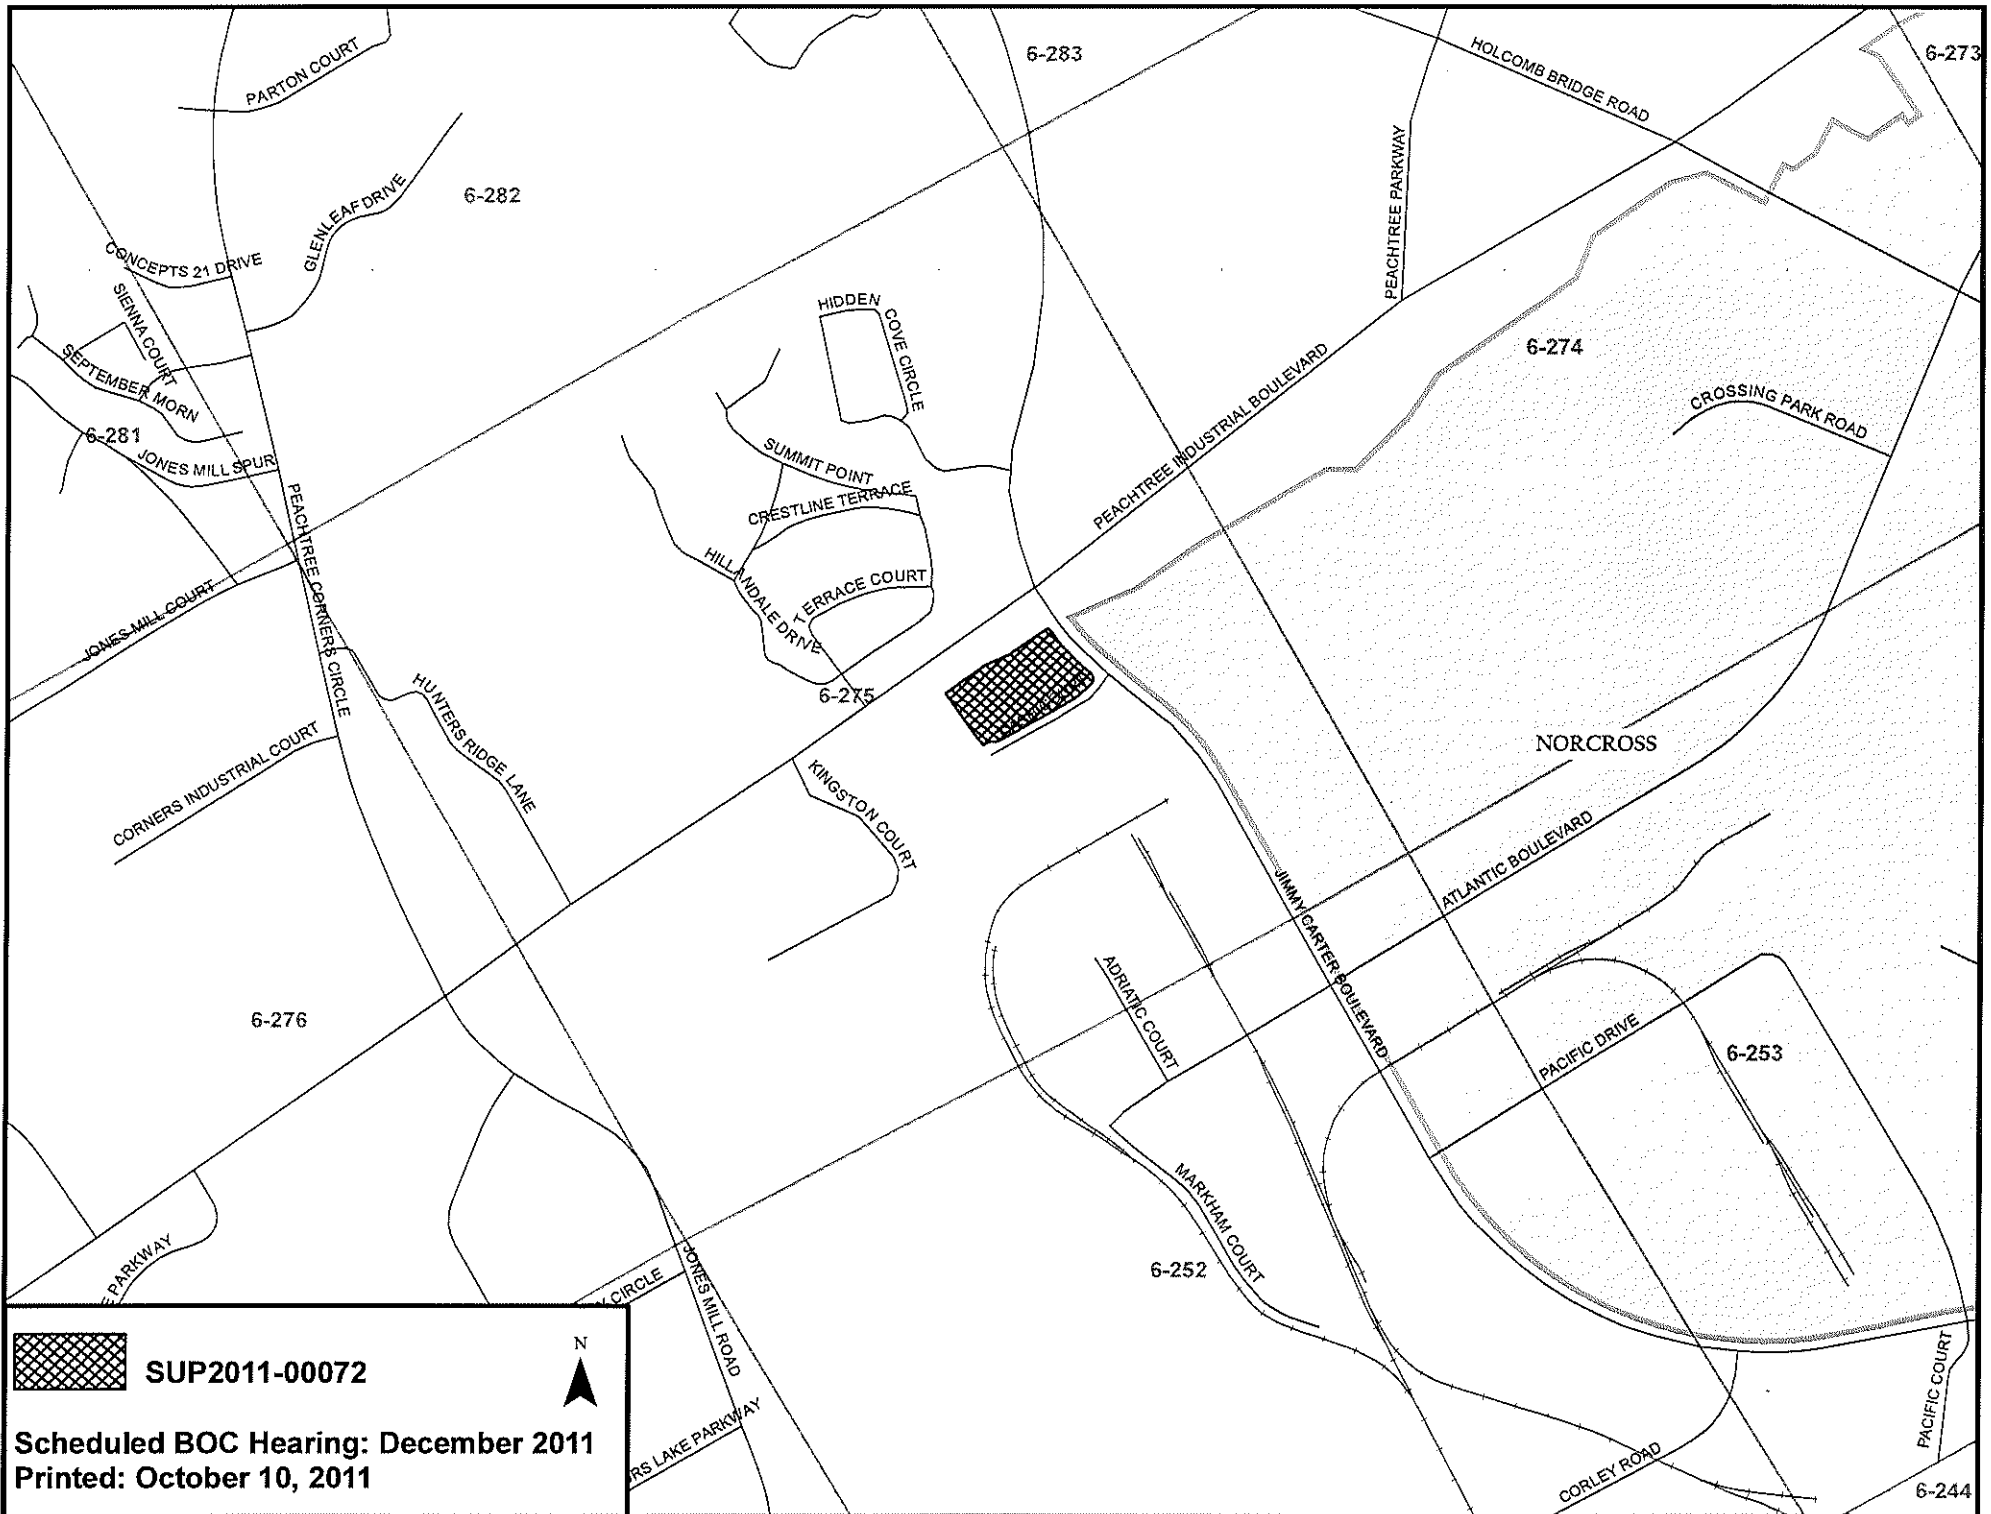 6-283
HOLCOMB BRIDGE ROAD
6-273
PARTON COURT
PEACHTREE PARKWAY
6-282
GLENLEAF DRIVE
CONCEPTS 21 DRIVE
SIENNA COURT
HIDDEN
COVE CIRCLE
SEPTEMBER MORN
6-281
JONES MILL SPUR
PEACHTREE INDUSTRIAL BOULEVARD
6-274
CROSSING PARK ROAD
SUMMIT POINT
CRESTLINE TERRACE
PEACHTREE CORNERS CIRCLE
HILLANDALE DRIVE
TERRACE COURT
JONES MILL COURT
6-275
HUNTERS RIDGE LANE
CORNERS INDUSTRIAL COURT
NORCROSS
KINGSTON COURT
ATLANTIC BOULEVARD
JIMMY CARTER BOULEVARD
ADRIATIC COURT
6-276
PACIFIC DRIVE
6-253
MARKHAM COURT
6-252
E PARKWAY
CIRCLE
JONES MILL ROAD
PACIFIC COURT
RS LAKE PARKWAY
CORLEY ROAD
6-244
N
SUP2011-00072
Scheduled BOC Hearing: December 2011
Printed: October 10, 2011